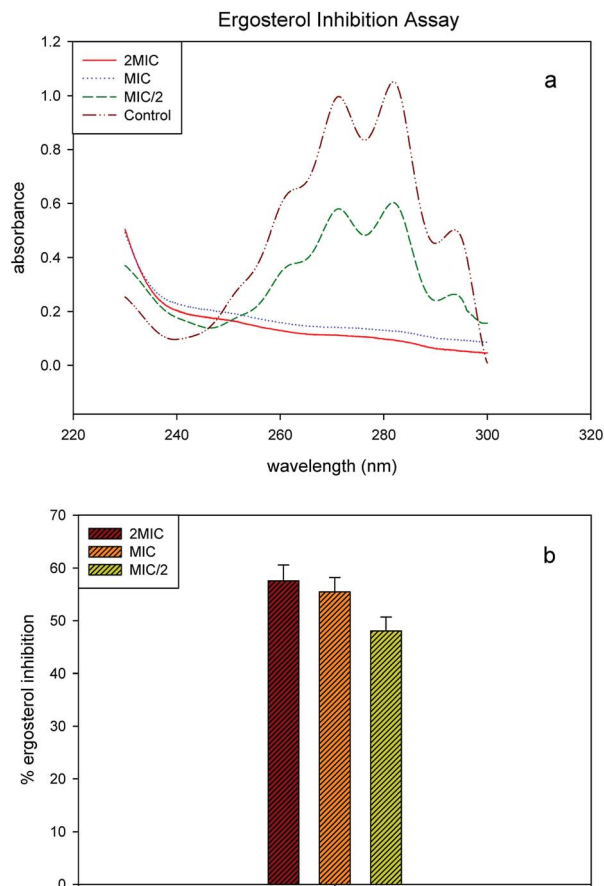 Ergosterol Inhibition Assay
1.2
1.0
0.8
0.6
0.4
0.2
0.0
absorbance
2MIC
MIC
MIC/2
Control
a
220
240
260
280
300
320
wavelength (nm)
70
60
50
40
30
20
10
0
% ergosterol inhibition
2MIC
MIC
MIC/2
b